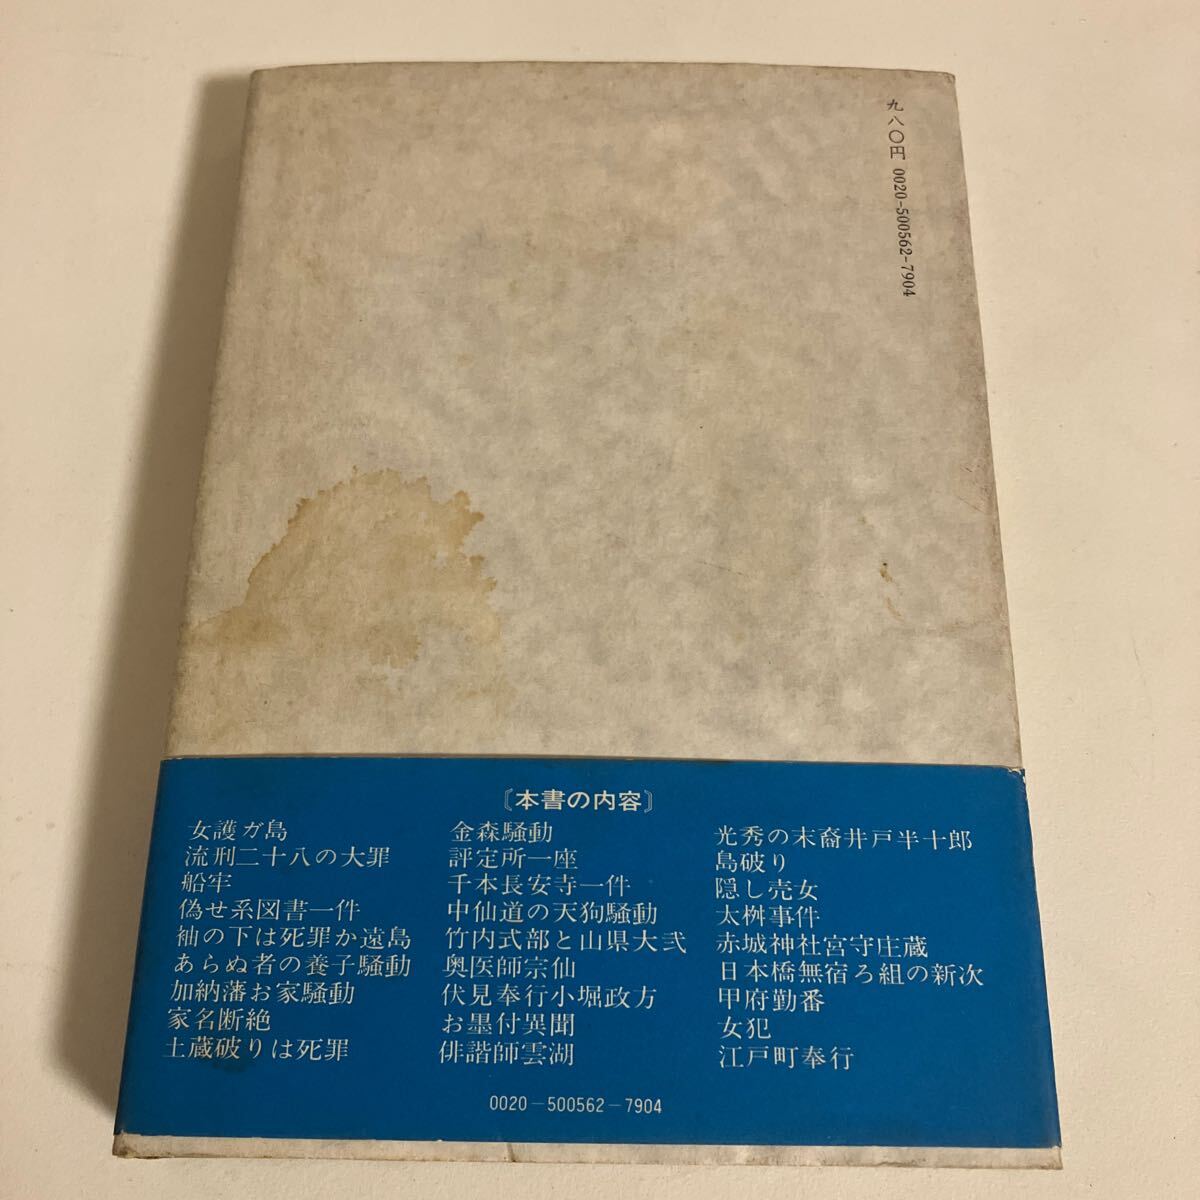 九八〇円 0020-500562-7904
〔本書の内容〕
女護ガ島
流刑二十八の大罪
船牢
偽せ系図書一件
袖の下は死罪か遠島
あらぬ者の養子騒動
加納藩お家騒動
家名断絶
土蔵破りは死罪
金森騒動
評定所一座
千本長安寺一件
中仙道の天狗騒動
竹内式部と山県大弐
奥医師宗仙
伏見奉行小堀政方
お墨付異聞
俳諧師雲湖
光秀の末裔井戸半十郎
島破り
隠し売女
太桝事件
赤城神社宮守庄蔵
日本橋無宿ろ組の新次
甲府勤番
女犯
江戸町奉行
0020-500562-7904